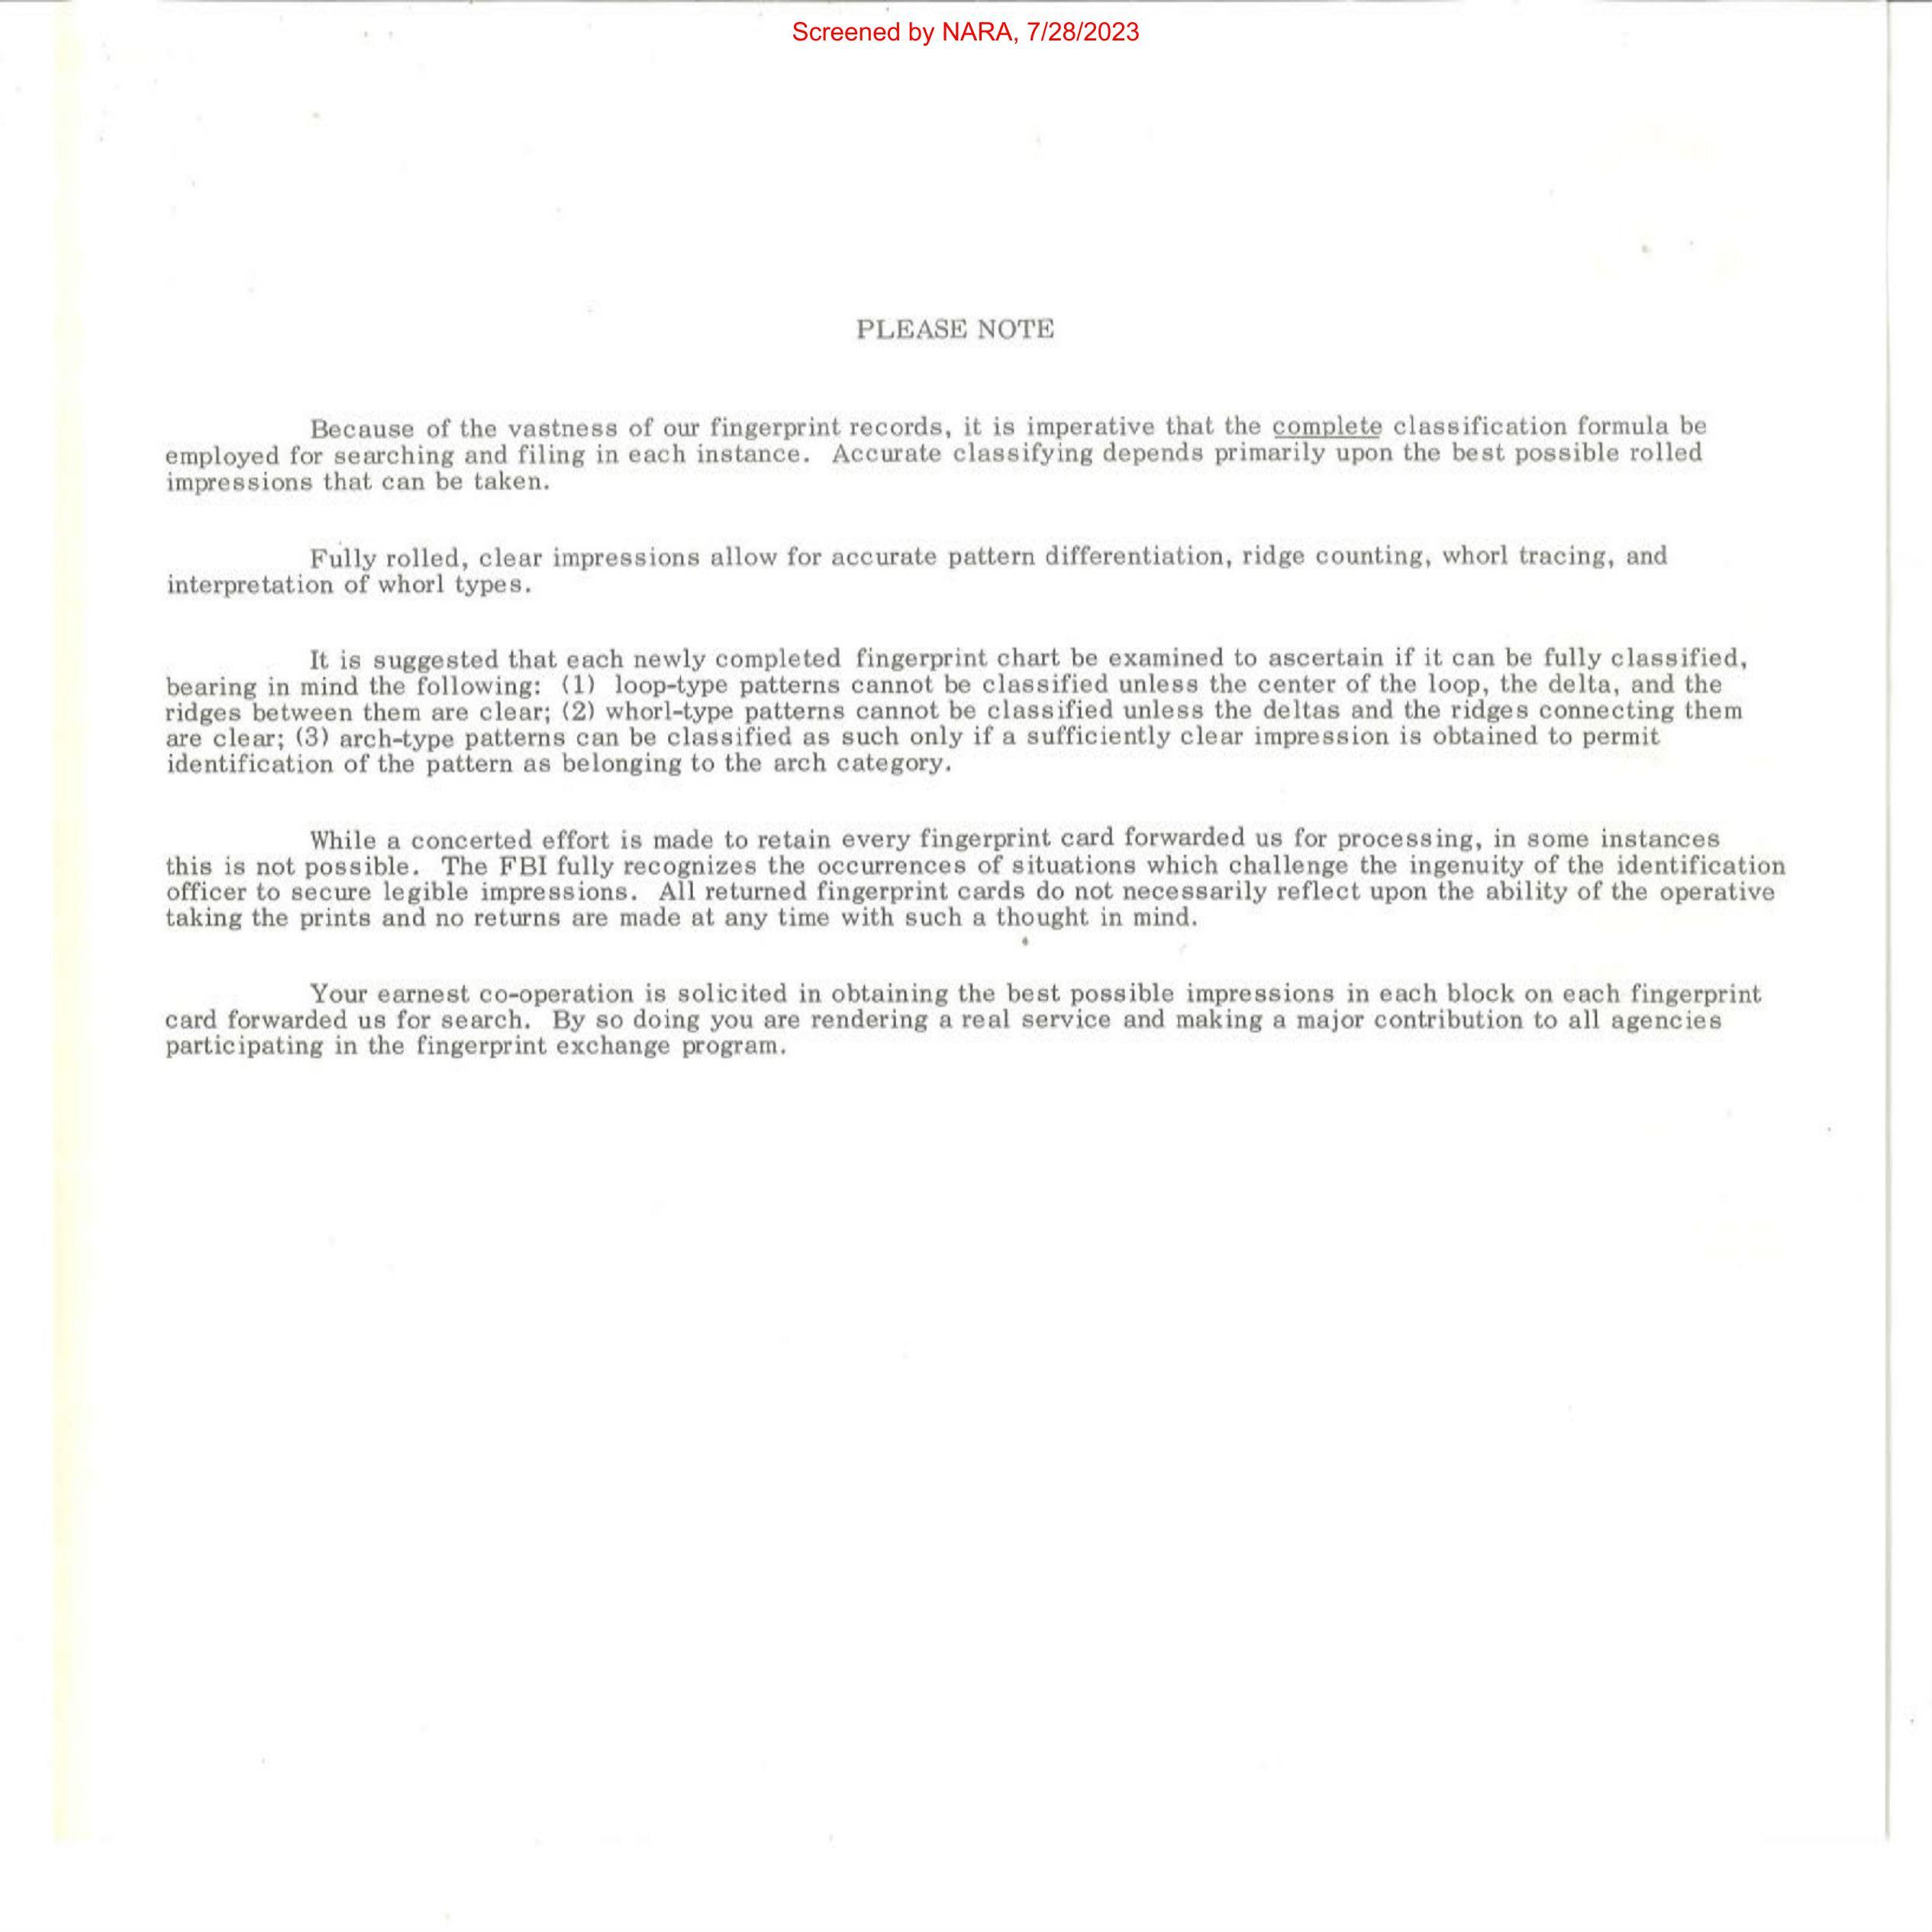 Screened by NARA, 7/28/2023
PLEASE NOTE
Because of the vastness of our fingerprint records, it is imperative that the complete classification formula be
employed for searching and filing in each instance. Accurate classifying depends primarily upon the best possible rolled
impressions that can be taken.
Fully rolled, clear impressions allow for accurate pattern differentiation, ridge counting, whorl tracing, and
interpretation of whorl types.
It is suggested that each newly completed fingerprint chart be examined to ascertain if it can be fully classified,
bearing in mind the following: (1) loop-type patterns cannot be classified unless the center of the loop, the delta, and the
ridges between them are clear; (2) whorl-type patterns cannot be classified unless the deltas and the ridges connecting them
are clear; (3) arch-type patterns can be classified as such only if a sufficiently clear impression is obtained to permit
identification of the pattern as belonging to the arch category.
While a concerted effort is made to retain every fingerprint card forwarded us for processing, in some instances
this is not possible. The FBI fully recognizes the occurrences of situations which challenge the ingenuity of the identification
officer to secure legible impressions. All returned fingerprint cards do not necessarily reflect upon the ability of the operative
taking the prints and no returns are made at any time with such a thought in mind.
Your earnest co-operation is solicited in obtaining the best possible impressions in each block on each fingerprint
card forwarded us for search. By so doing you are rendering a real service and making a major contribution to all agencies
participating in the fingerprint exchange program.